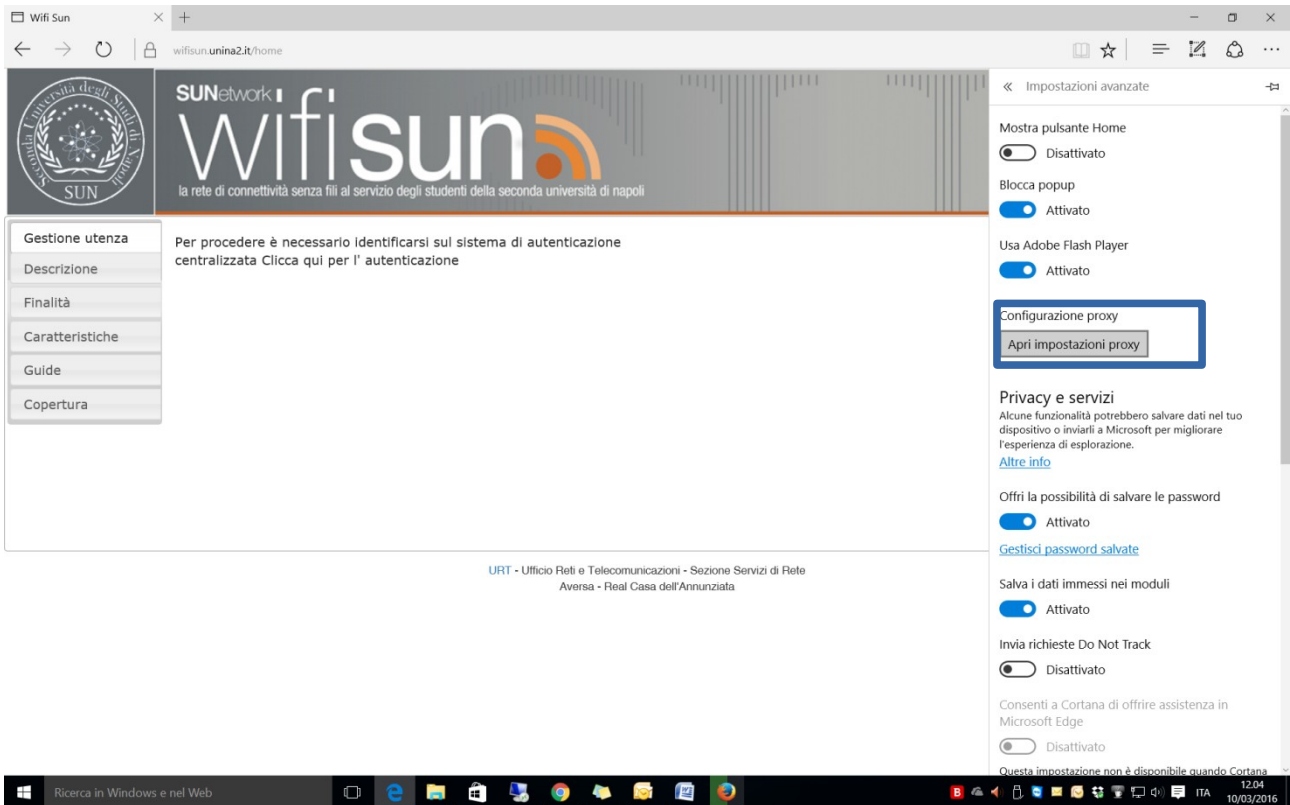 Wifi Sun
wifisun.unina2.it/home
Seconda Università degli Studi di Napoli
SUN
SUNetwork
wifisun
la rete di connettività senza fili al servizio degli studenti della seconda università di napoli
Gestione utenza
Descrizione
Finalità
Caratteristiche
Guide
Copertura
Per procedere è necessario identificarsi sul sistema di autenticazione
centralizzata Clicca qui per l' autenticazione
URT - Ufficio Reti e Telecomunicazioni - Sezione Servizi di Rete
Aversa - Real Casa dell'Annunziata
« Impostazioni avanzate
Mostra pulsante Home
Disattivato
Blocca popup
Attivato
Usa Adobe Flash Player
Attivato
Configurazione proxy
Apri impostazioni proxy
Privacy e servizi
Alcune funzionalità potrebbero salvare dati nel tuo
dispositivo o inviarli a Microsoft per migliorare
l'esperienza di esplorazione.
Altre info
Offri la possibilità di salvare le password
Attivato
Gestisci password salvate
Salva i dati immessi nei moduli
Attivato
Invia richieste Do Not Track
Disattivato
Consenti a Cortana di offrire assistenza in
Microsoft Edge
Disattivato
Questa impostazione non è disponibile quando Cortana
Ricerca in Windows e nel Web
ITA
12.04
10/03/2016